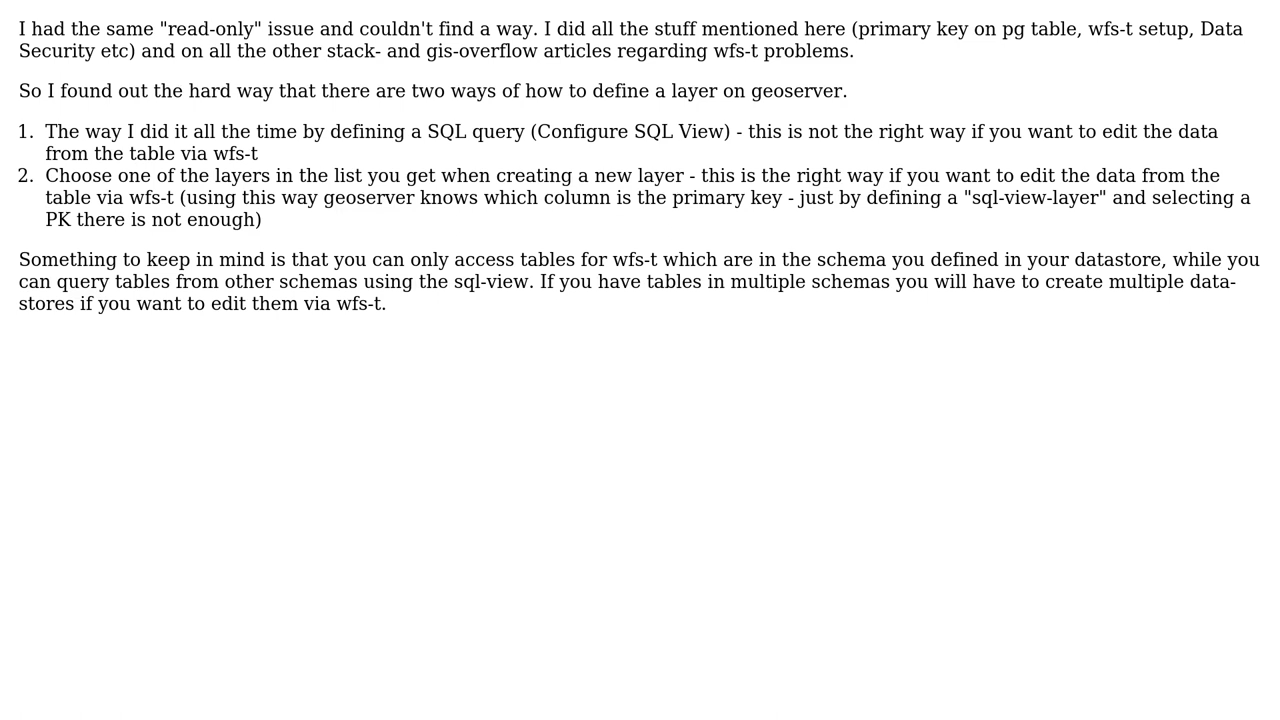 I had the same "read-only" issue and couldn't find a way. I did all the stuff mentioned here (primary key on pg table, wfs-t setup, Data
Security etc) and on all the other stack- and gis-overflow articles regarding wfs-t problems.
So I found out the hard way that there are two ways of how to define a layer on geoserver.
1. The way I did it all the time by defining a SQL query (Configure SQL View) - this is not the right way if you want to edit the data
from the table via wfs-t
2. Choose one of the layers in the list you get when creating a new layer - this is the right way if you want to edit the data from the
table via wfs-t (using this way geoserver knows which column is the primary key - just by defining a "sql-view-layer" and selecting a
PK there is not enough)
Something to keep in mind is that you can only access tables for wfs-t which are in the schema you defined in your datastore, while you
can query tables from other schemas using the sql-view. If you have tables in multiple schemas you will have to create multiple data-
stores if you want to edit them via wfs-t.